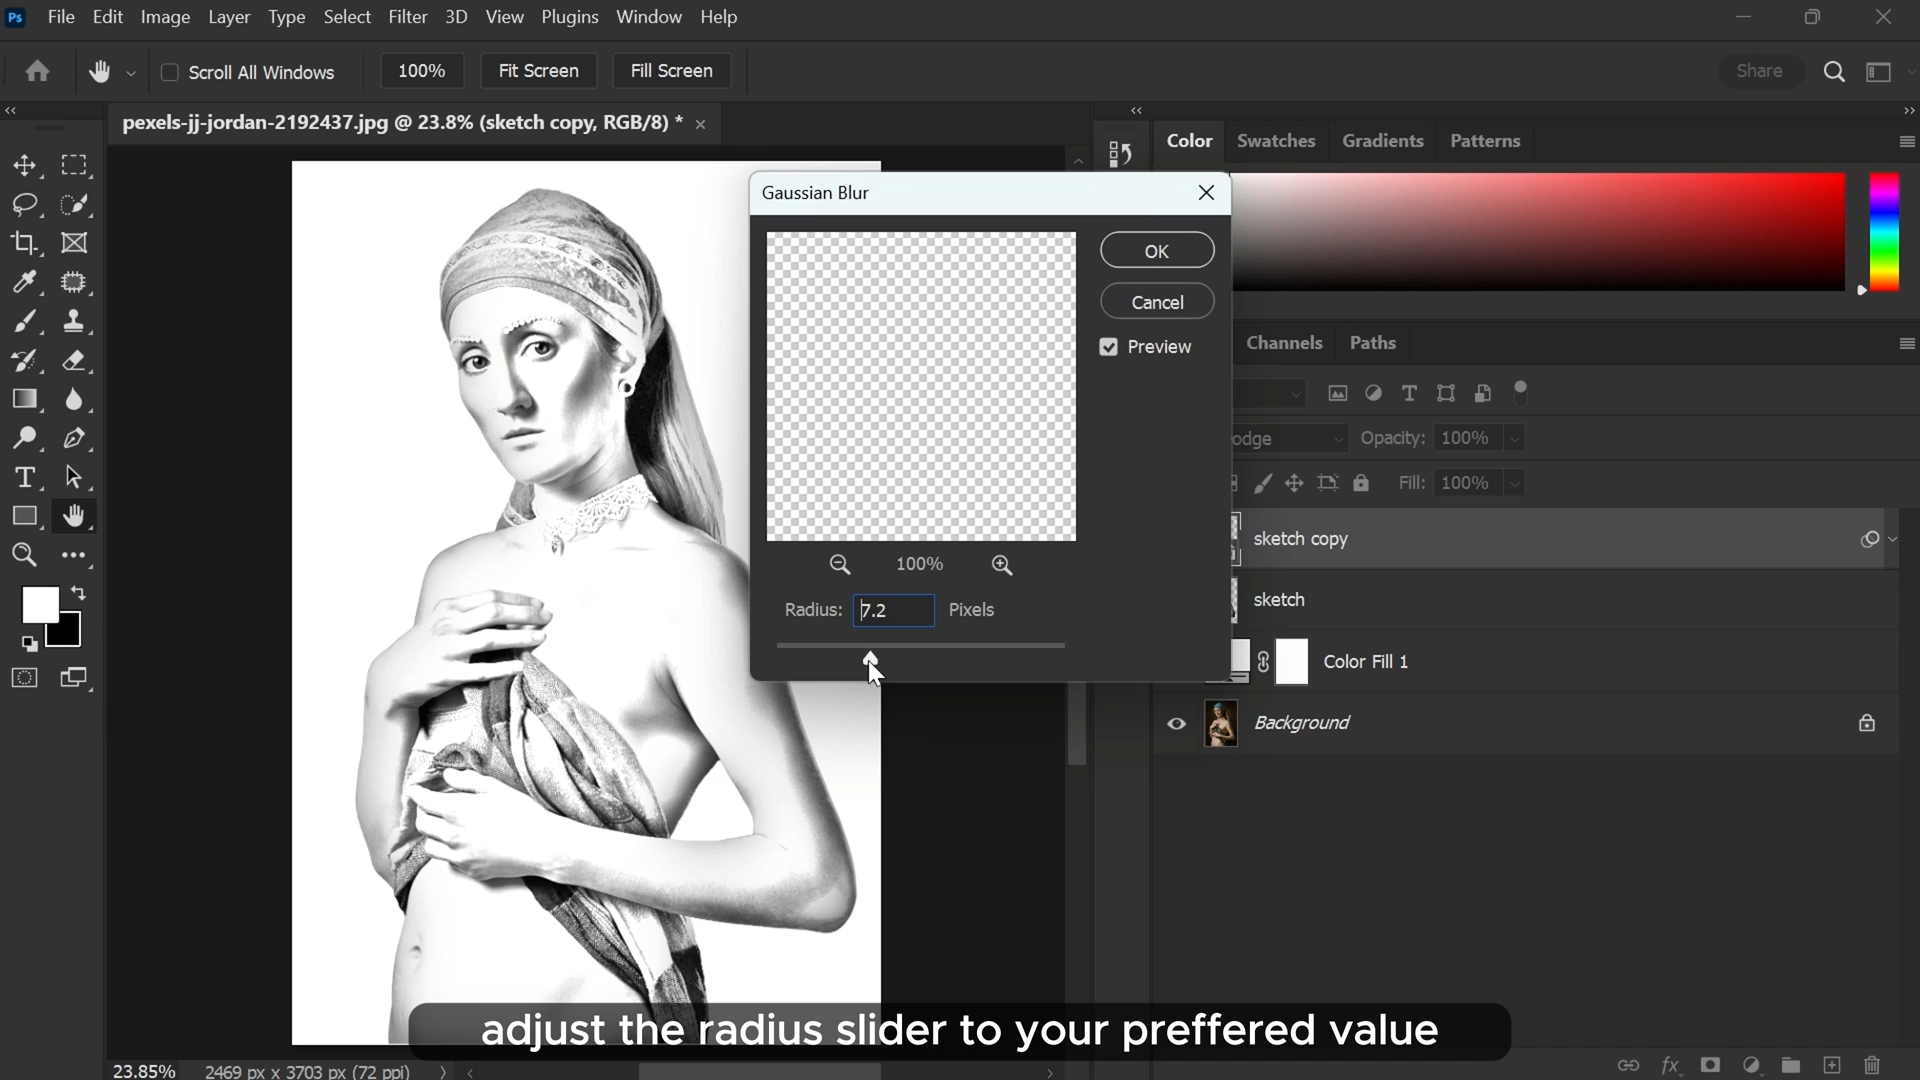 Ps File Edit Image Layer Type Select Filter 3D View Plugins Window Help
Scroll All Windows 100% Fit Screen Fill Screen Share
pexels-jj-jordan-2192437.jpg @ 23.8% (sketch copy, RGB/8) *
Color Swatches Gradients Patterns
Gaussian Blur
OK
Cancel
Preview
100%
Radius: 7.2 Pixels
Channels Paths
odge Opacity: 100%
Fill: 100%
sketch copy
sketch
Color Fill 1
Background
adjust the radius slider to your preffered value
23.85% 2469 px x 3703 px (72 ppi)